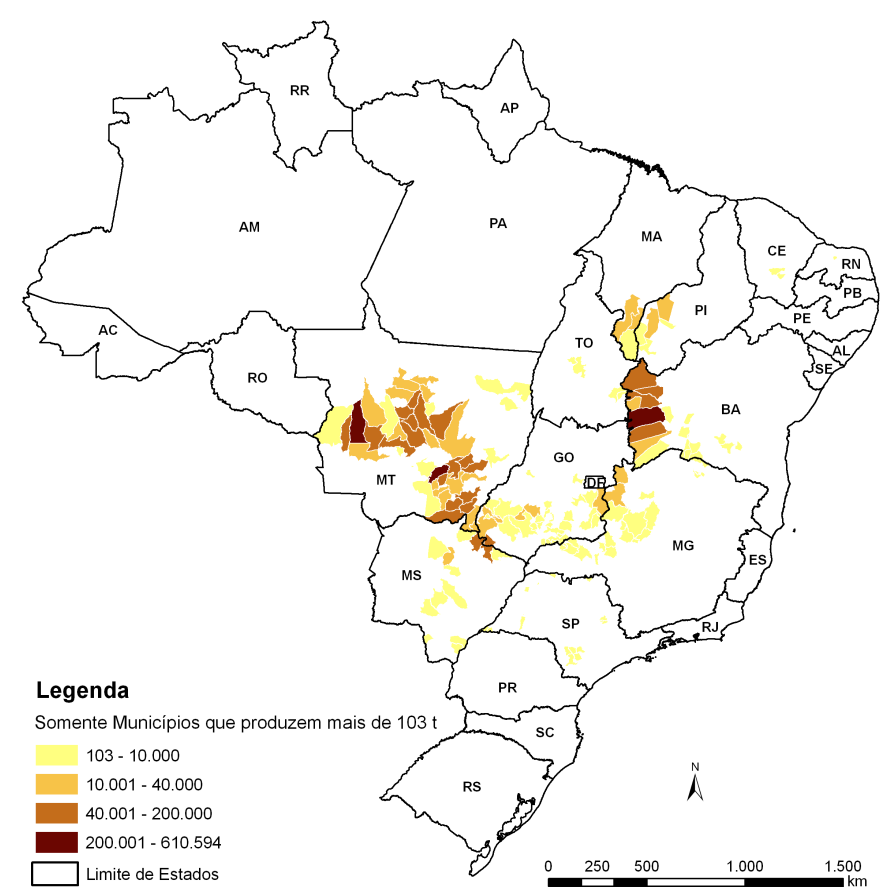 RR
AP
AM
PA
MA
CE
RN
PB
PI
PE
AC
TO
AL
SE
RO
BA
GO
DF
MT
MG
ES
MS
SP
RJ
PR
SC
RS
Legenda
Somente Municípios que produzem mais de 103 t
103 - 10.000
10.001 - 40.000
40.001 - 200.000
200.001 - 610.594
Limite de Estados
N
0 250 500 1.000 1.500
km